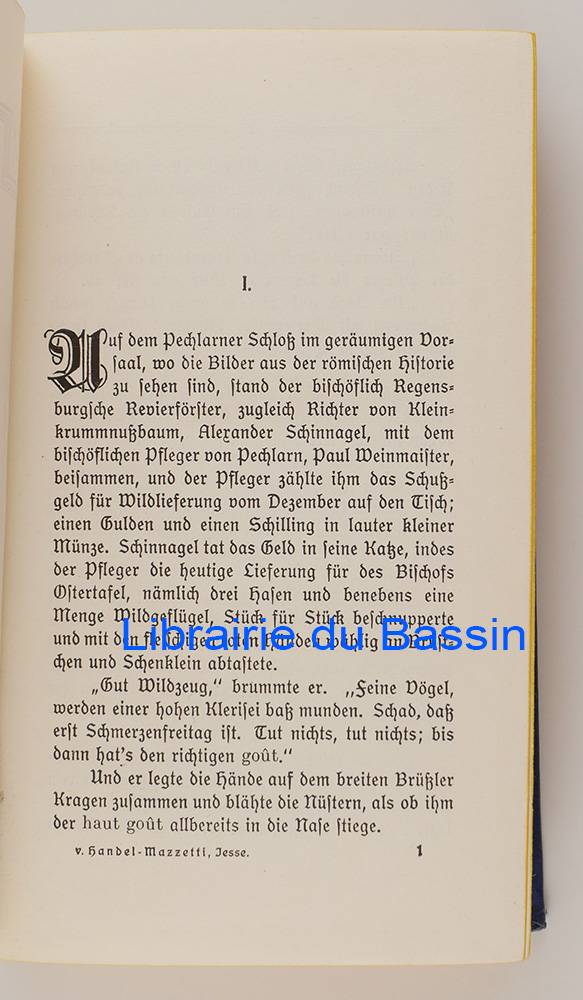 I.
Auf dem Pechlarner Schloß im geräumigen Vor-
saal, wo die Bilder aus der römischen Historie
zu sehen sind, stand der bischöflich Regens-
burgsche Revierförster, zugleich Richter von Klein-
krummnußbaum, Alexander Schinnagel, mit dem
bischöflichen Pfleger von Pechlarn, Paul Weinmaister,
beisammen, und der Pfleger zählte ihm das Schuß-
geld für Wildlieferung vom Dezember auf den Tisch;
einen Gulden und einen Schilling in lauter kleiner
Münze. Schinnagel tat das Geld in seine Katze, indes
der Pfleger die heutige Lieferung für des Bischofs
Ostertafel, nämlich drei Hasen und benebens eine
Menge Wildgeflügel, Stück für Stück beschnupperte
und mit den
chen und Schenklein abtastete.
Librairie du Bassin
„Gut Wildzeug,“ brummte er. „Feine Vögel,
werden einer hohen Klerisei baß munden. Schad, daß
erst Schmerzenfreitag ist. Tut nichts, tut nichts; bis
dann hat's den richtigen goût.“
Und er legte die Hände auf dem breiten Brüßler
Kragen zusammen und blähte die Nüstern, als ob ihm
der haut goût allbereits in die Nase stiege.
v. Handel-Mazzetti, Jesse. 1